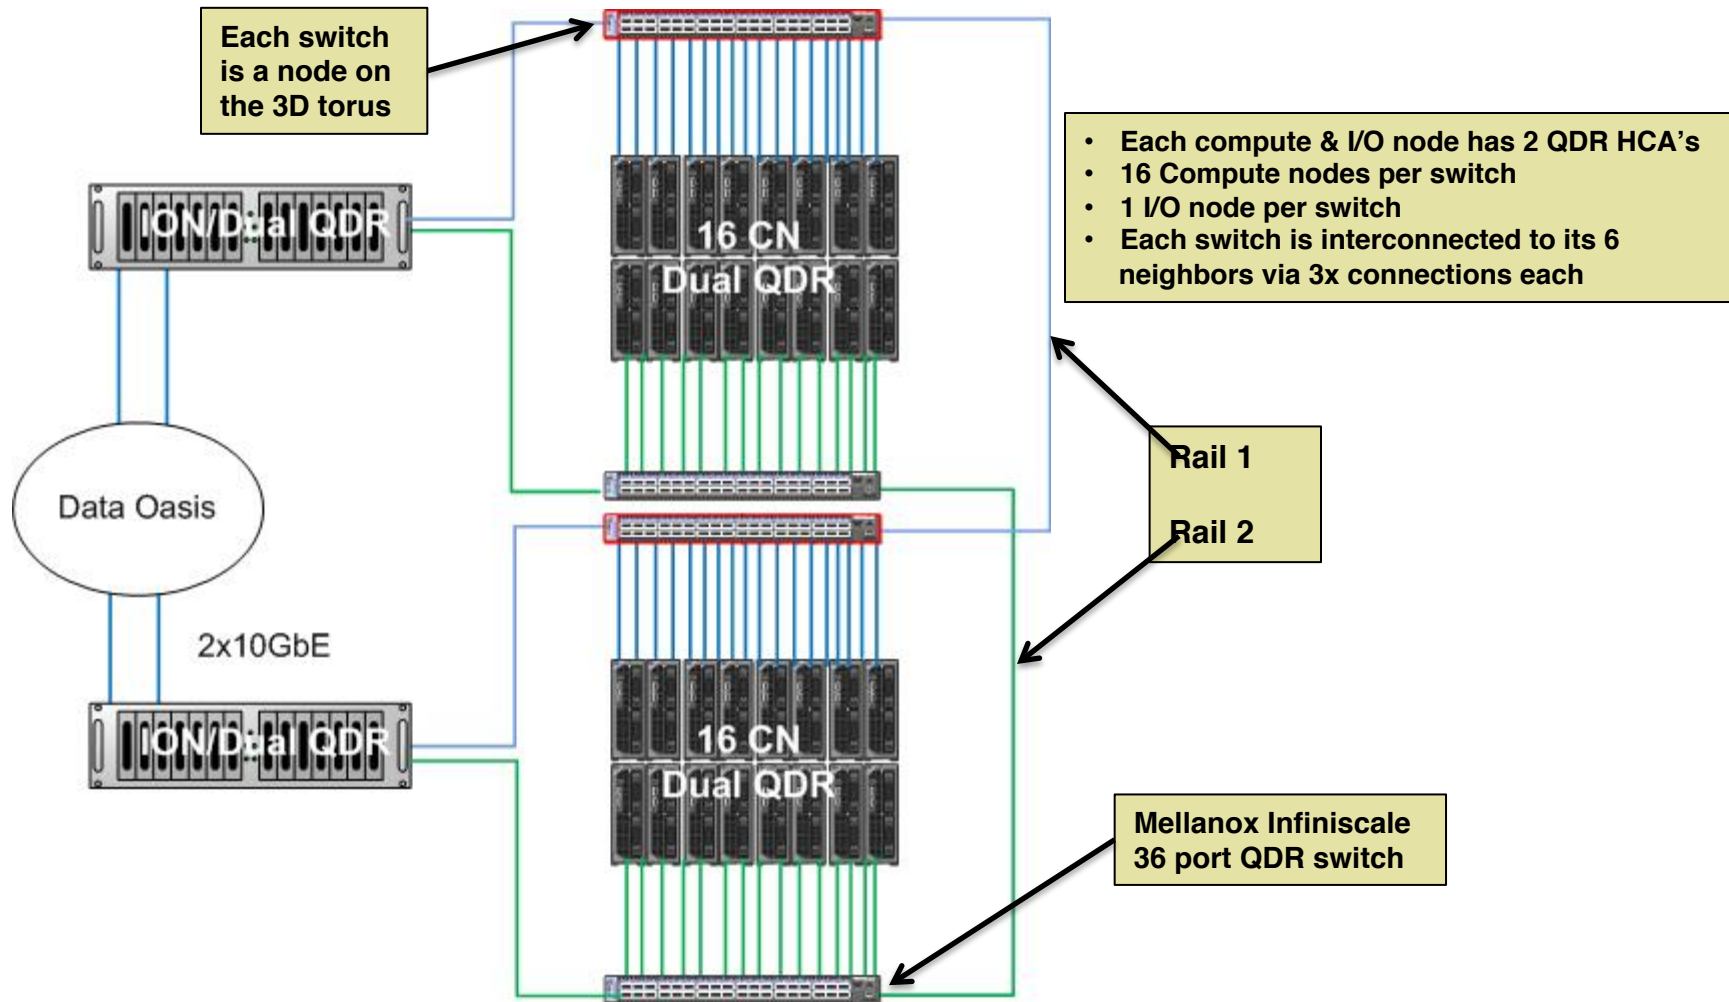 Each switch
is a node on
the 3D torus
• Each compute & I/O node has 2 QDR HCA’s
• 16 Compute nodes per switch
• 1 I/O node per switch
• Each switch is interconnected to its 6
neighbors via 3x connections each
ION/Dual QDR
16 CN
Dual QDR
Rail 1
Rail 2
Data Oasis
2x10GbE
ION/Dual QDR
16 CN
Dual QDR
Mellanox Infiniscale
36 port QDR switch